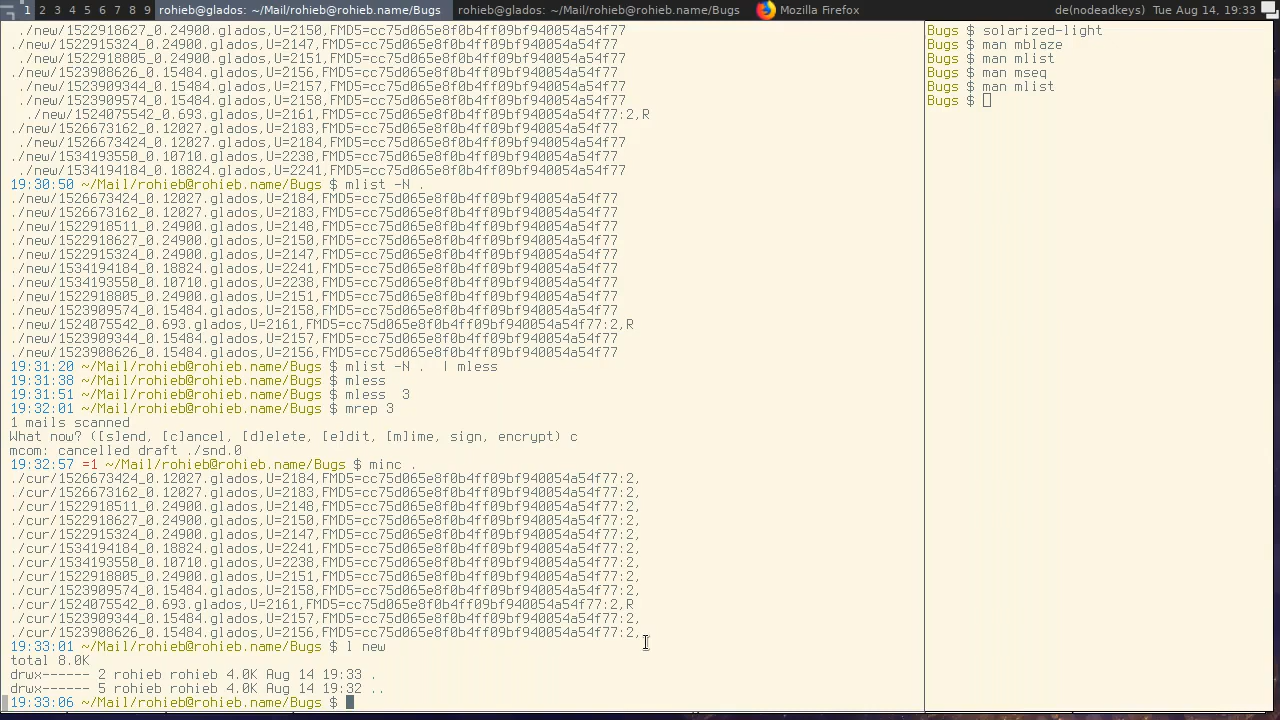 1 2 3 4 5 6 7 8 9 rohieb@glados: ~/Mail/rohieb@rohieb.name/Bugs rohieb@glados: ~/Mail/rohieb@rohieb.name/Bugs Mozilla Firefox de(nodeadkeys) Tue Aug 14, 19:33
./new/1522918627_0.24900.glados,U=2150,FMD5=cc75d065e8f0b4ff09bf940054a54f77
./new/1522915324_0.24900.glados,U=2147,FMD5=cc75d065e8f0b4ff09bf940054a54f77
./new/1522918805_0.24900.glados,U=2151,FMD5=cc75d065e8f0b4ff09bf940054a54f77
./new/1523908626_0.15484.glados,U=2156,FMD5=cc75d065e8f0b4ff09bf940054a54f77
./new/1523909344_0.15484.glados,U=2157,FMD5=cc75d065e8f0b4ff09bf940054a54f77
./new/1523909574_0.15484.glados,U=2158,FMD5=cc75d065e8f0b4ff09bf940054a54f77
./new/1524075542_0.693.glados,U=2161,FMD5=cc75d065e8f0b4ff09bf940054a54f77:2,R
./new/1526673162_0.12027.glados,U=2183,FMD5=cc75d065e8f0b4ff09bf940054a54f77
./new/1526673424_0.12027.glados,U=2184,FMD5=cc75d065e8f0b4ff09bf940054a54f77
./new/1534193550_0.10710.glados,U=2238,FMD5=cc75d065e8f0b4ff09bf940054a54f77
./new/1534194184_0.18824.glados,U=2241,FMD5=cc75d065e8f0b4ff09bf940054a54f77
19:30:50 ~/Mail/rohieb@rohieb.name/Bugs $ mlist -N .
./new/1526673424_0.12027.glados,U=2184,FMD5=cc75d065e8f0b4ff09bf940054a54f77
./new/1526673162_0.12027.glados,U=2183,FMD5=cc75d065e8f0b4ff09bf940054a54f77
./new/1522918511_0.24900.glados,U=2148,FMD5=cc75d065e8f0b4ff09bf940054a54f77
./new/1522918627_0.24900.glados,U=2150,FMD5=cc75d065e8f0b4ff09bf940054a54f77
./new/1522915324_0.24900.glados,U=2147,FMD5=cc75d065e8f0b4ff09bf940054a54f77
./new/1534194184_0.18824.glados,U=2241,FMD5=cc75d065e8f0b4ff09bf940054a54f77
./new/1534193550_0.10710.glados,U=2238,FMD5=cc75d065e8f0b4ff09bf940054a54f77
./new/1522918805_0.24900.glados,U=2151,FMD5=cc75d065e8f0b4ff09bf940054a54f77
./new/1523909574_0.15484.glados,U=2158,FMD5=cc75d065e8f0b4ff09bf940054a54f77
./new/1524075542_0.693.glados,U=2161,FMD5=cc75d065e8f0b4ff09bf940054a54f77:2,R
./new/1523909344_0.15484.glados,U=2157,FMD5=cc75d065e8f0b4ff09bf940054a54f77
./new/1523908626_0.15484.glados,U=2156,FMD5=cc75d065e8f0b4ff09bf940054a54f77
19:31:20 ~/Mail/rohieb@rohieb.name/Bugs $ mlist -N .  | mless
19:31:38 ~/Mail/rohieb@rohieb.name/Bugs $ mless
19:31:51 ~/Mail/rohieb@rohieb.name/Bugs $ mless  3
19:32:01 ~/Mail/rohieb@rohieb.name/Bugs $ mrep 3
1 mails scanned
What now? ([s]end, [c]ancel, [d]elete, [e]dit, [m]ime, sign, encrypt) c
mcom: cancelled draft ./snd.0
19:32:57 =1 ~/Mail/rohieb@rohieb.name/Bugs $ minc .
./cur/1526673424_0.12027.glados,U=2184,FMD5=cc75d065e8f0b4ff09bf940054a54f77:2,
./cur/1526673162_0.12027.glados,U=2183,FMD5=cc75d065e8f0b4ff09bf940054a54f77:2,
./cur/1522918511_0.24900.glados,U=2148,FMD5=cc75d065e8f0b4ff09bf940054a54f77:2,
./cur/1522918627_0.24900.glados,U=2150,FMD5=cc75d065e8f0b4ff09bf940054a54f77:2,
./cur/1522915324_0.24900.glados,U=2147,FMD5=cc75d065e8f0b4ff09bf940054a54f77:2,
./cur/1534194184_0.18824.glados,U=2241,FMD5=cc75d065e8f0b4ff09bf940054a54f77:2,
./cur/1534193550_0.10710.glados,U=2238,FMD5=cc75d065e8f0b4ff09bf940054a54f77:2,
./cur/1522918805_0.24900.glados,U=2151,FMD5=cc75d065e8f0b4ff09bf940054a54f77:2,
./cur/1523909574_0.15484.glados,U=2158,FMD5=cc75d065e8f0b4ff09bf940054a54f77:2,
./cur/1524075542_0.693.glados,U=2161,FMD5=cc75d065e8f0b4ff09bf940054a54f77:2,R
./cur/1523909344_0.15484.glados,U=2157,FMD5=cc75d065e8f0b4ff09bf940054a54f77:2,
./cur/1523908626_0.15484.glados,U=2156,FMD5=cc75d065e8f0b4ff09bf940054a54f77:2,
19:33:01 ~/Mail/rohieb@rohieb.name/Bugs $ l new
total 8.0K
drwx------ 2 rohieb rohieb 4.0K Aug 14 19:33 .
drwx------ 5 rohieb rohieb 4.0K Aug 14 19:32 ..
19:33:06 ~/Mail/rohieb@rohieb.name/Bugs $
Bugs $ solarized-light
Bugs $ man mblaze
Bugs $ man mlist
Bugs $ man mseq
Bugs $ man mlist
Bugs $